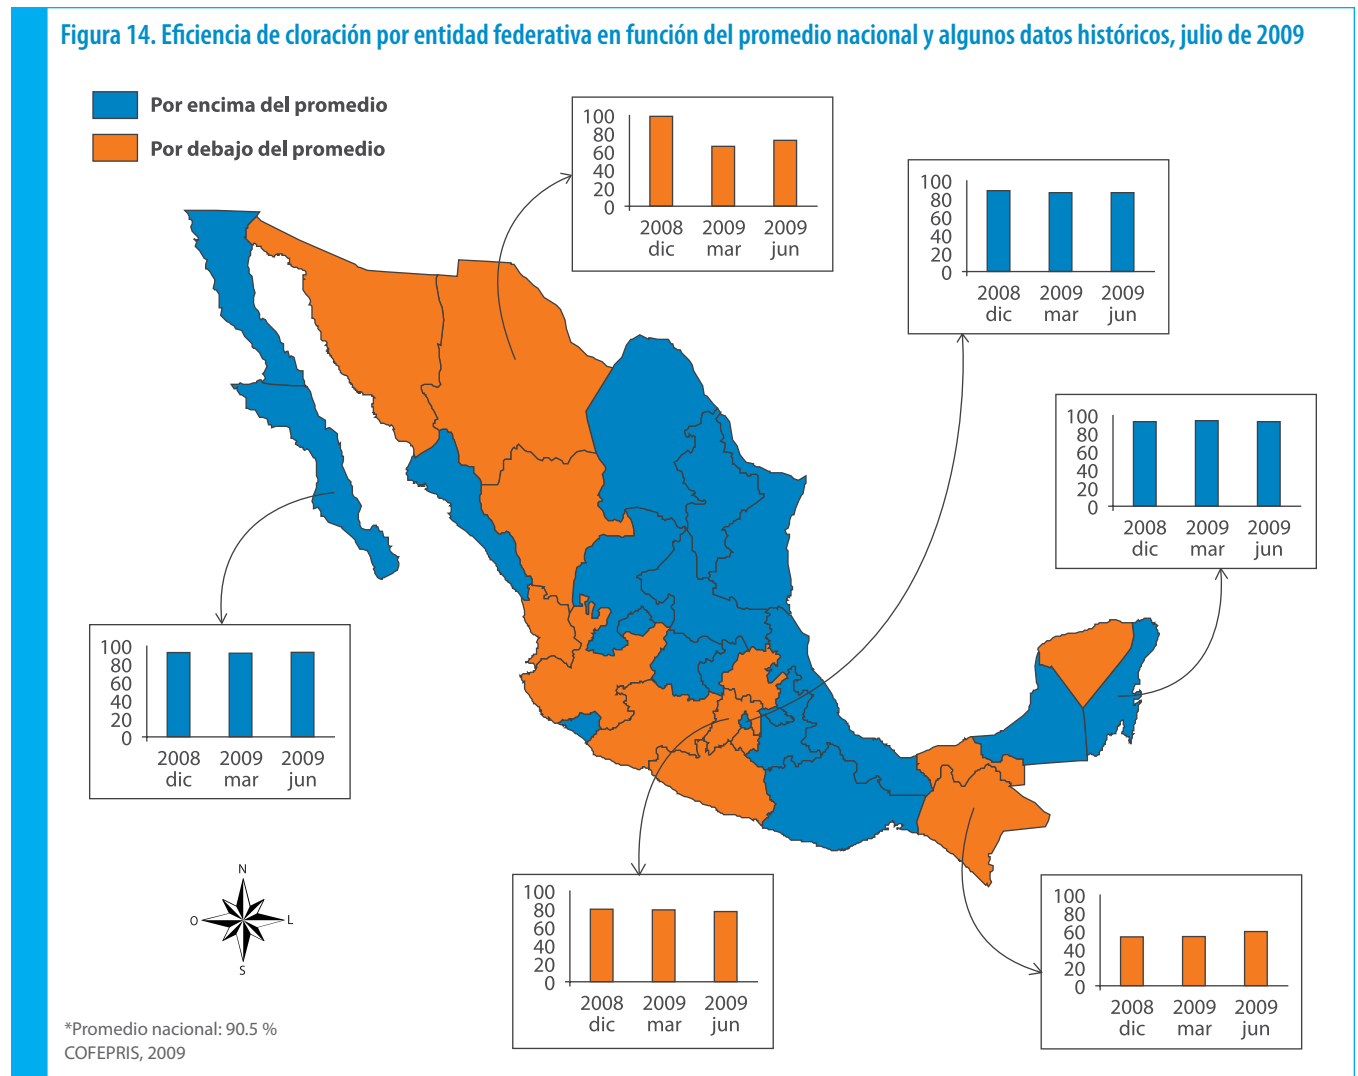 Figura 14. Eficiencia de cloración por entidad federativa en función del promedio nacional y algunos datos históricos, julio de 2009
Por encima del promedio
Por debajo del promedio
100
80
60
40
20
0
2008 2009 2009
dic mar jun
100
80
60
40
20
0
2008 2009 2009
dic mar jun
100
80
60
40
20
0
2008 2009 2009
dic mar jun
100
80
60
40
20
0
2008 2009 2009
dic mar jun
100
80
60
40
20
0
2008 2009 2009
dic mar jun
100
80
60
40
20
0
2008 2009 2009
dic mar jun
N
O L
S
*Promedio nacional: 90.5 %
COFEPRIS, 2009